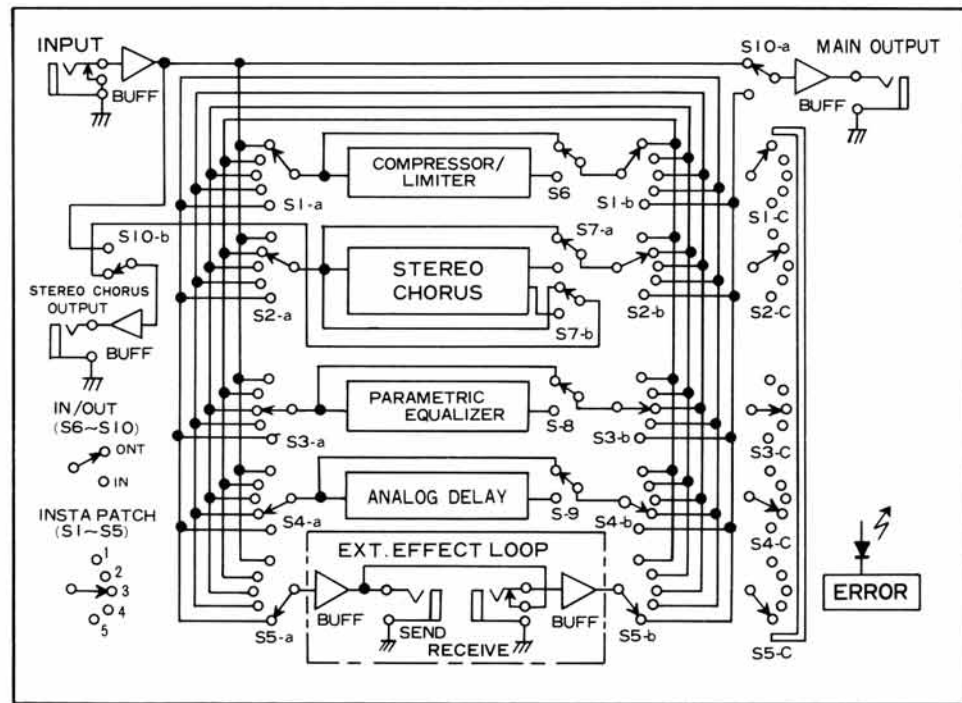 INPUT
BUFF
S10-a
MAIN OUTPUT
BUFF
COMPRESSOR/
LIMITER
S6
S1-a
S1-b
S1-C
S10-b
S7-a
STEREO
CHORUS
STEREO CHORUS
OUTPUT
BUFF
S2-a
S7-b
S2-b
S2-C
IN/OUT
(S6~S10)
ONT
IN
PARAMETRIC
EQUALIZER
S-8
S3-a
S3-b
S3-C
INSTA PATCH
(S1~S5)
1
2
3
4
5
ANALOG DELAY
S-9
S4-a
S4-b
S4-C
EXT. EFFECT LOOP
BUFF
SEND
RECEIVE
BUFF
S5-a
S5-b
S5-C
ERROR